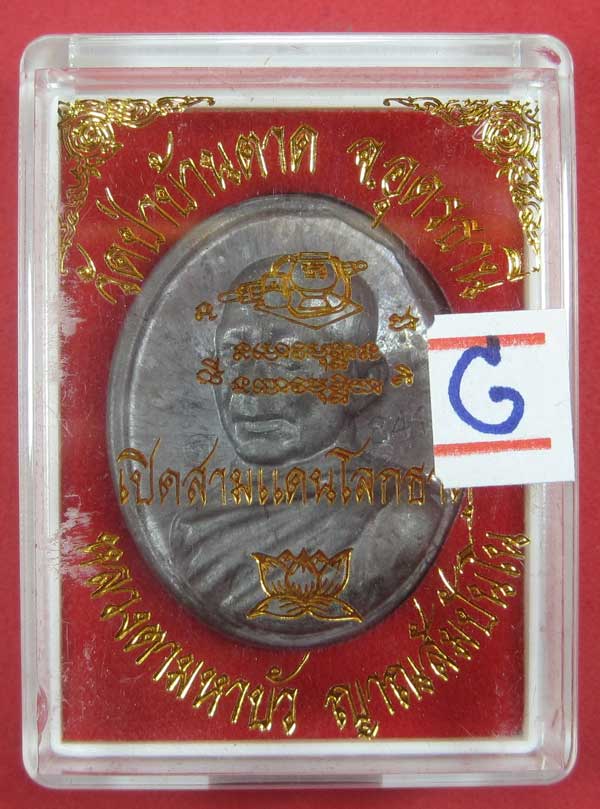 วัดป่าบ้านตาด จ.อุดรธานี
G
เปิดสามแดนโลกธาตุ
หลวงตามหาบัว ญาณสัมปันโน